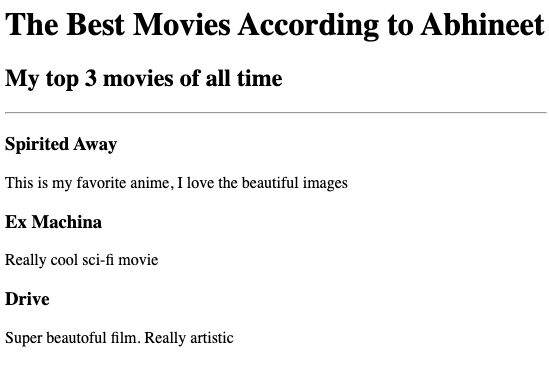 The Best Movies According to Abhineet
My top 3 movies of all time
Spirited Away
This is my favorite anime, I love the beautiful images
Ex Machina
Really cool sci-fi movie
Drive
Super beautoful film. Really artistic